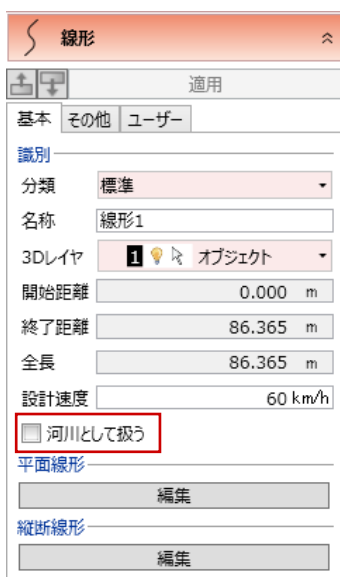 線形
適用
基本 その他 ユーザー
識別
分類 標準
名称 線形1
3Dレイヤ 1 オブジェクト
開始距離 0.000 m
終了距離 86.365 m
全長 86.365 m
設計速度 60 km/h
河川として扱う
平面線形
編集
縦断線形
編集